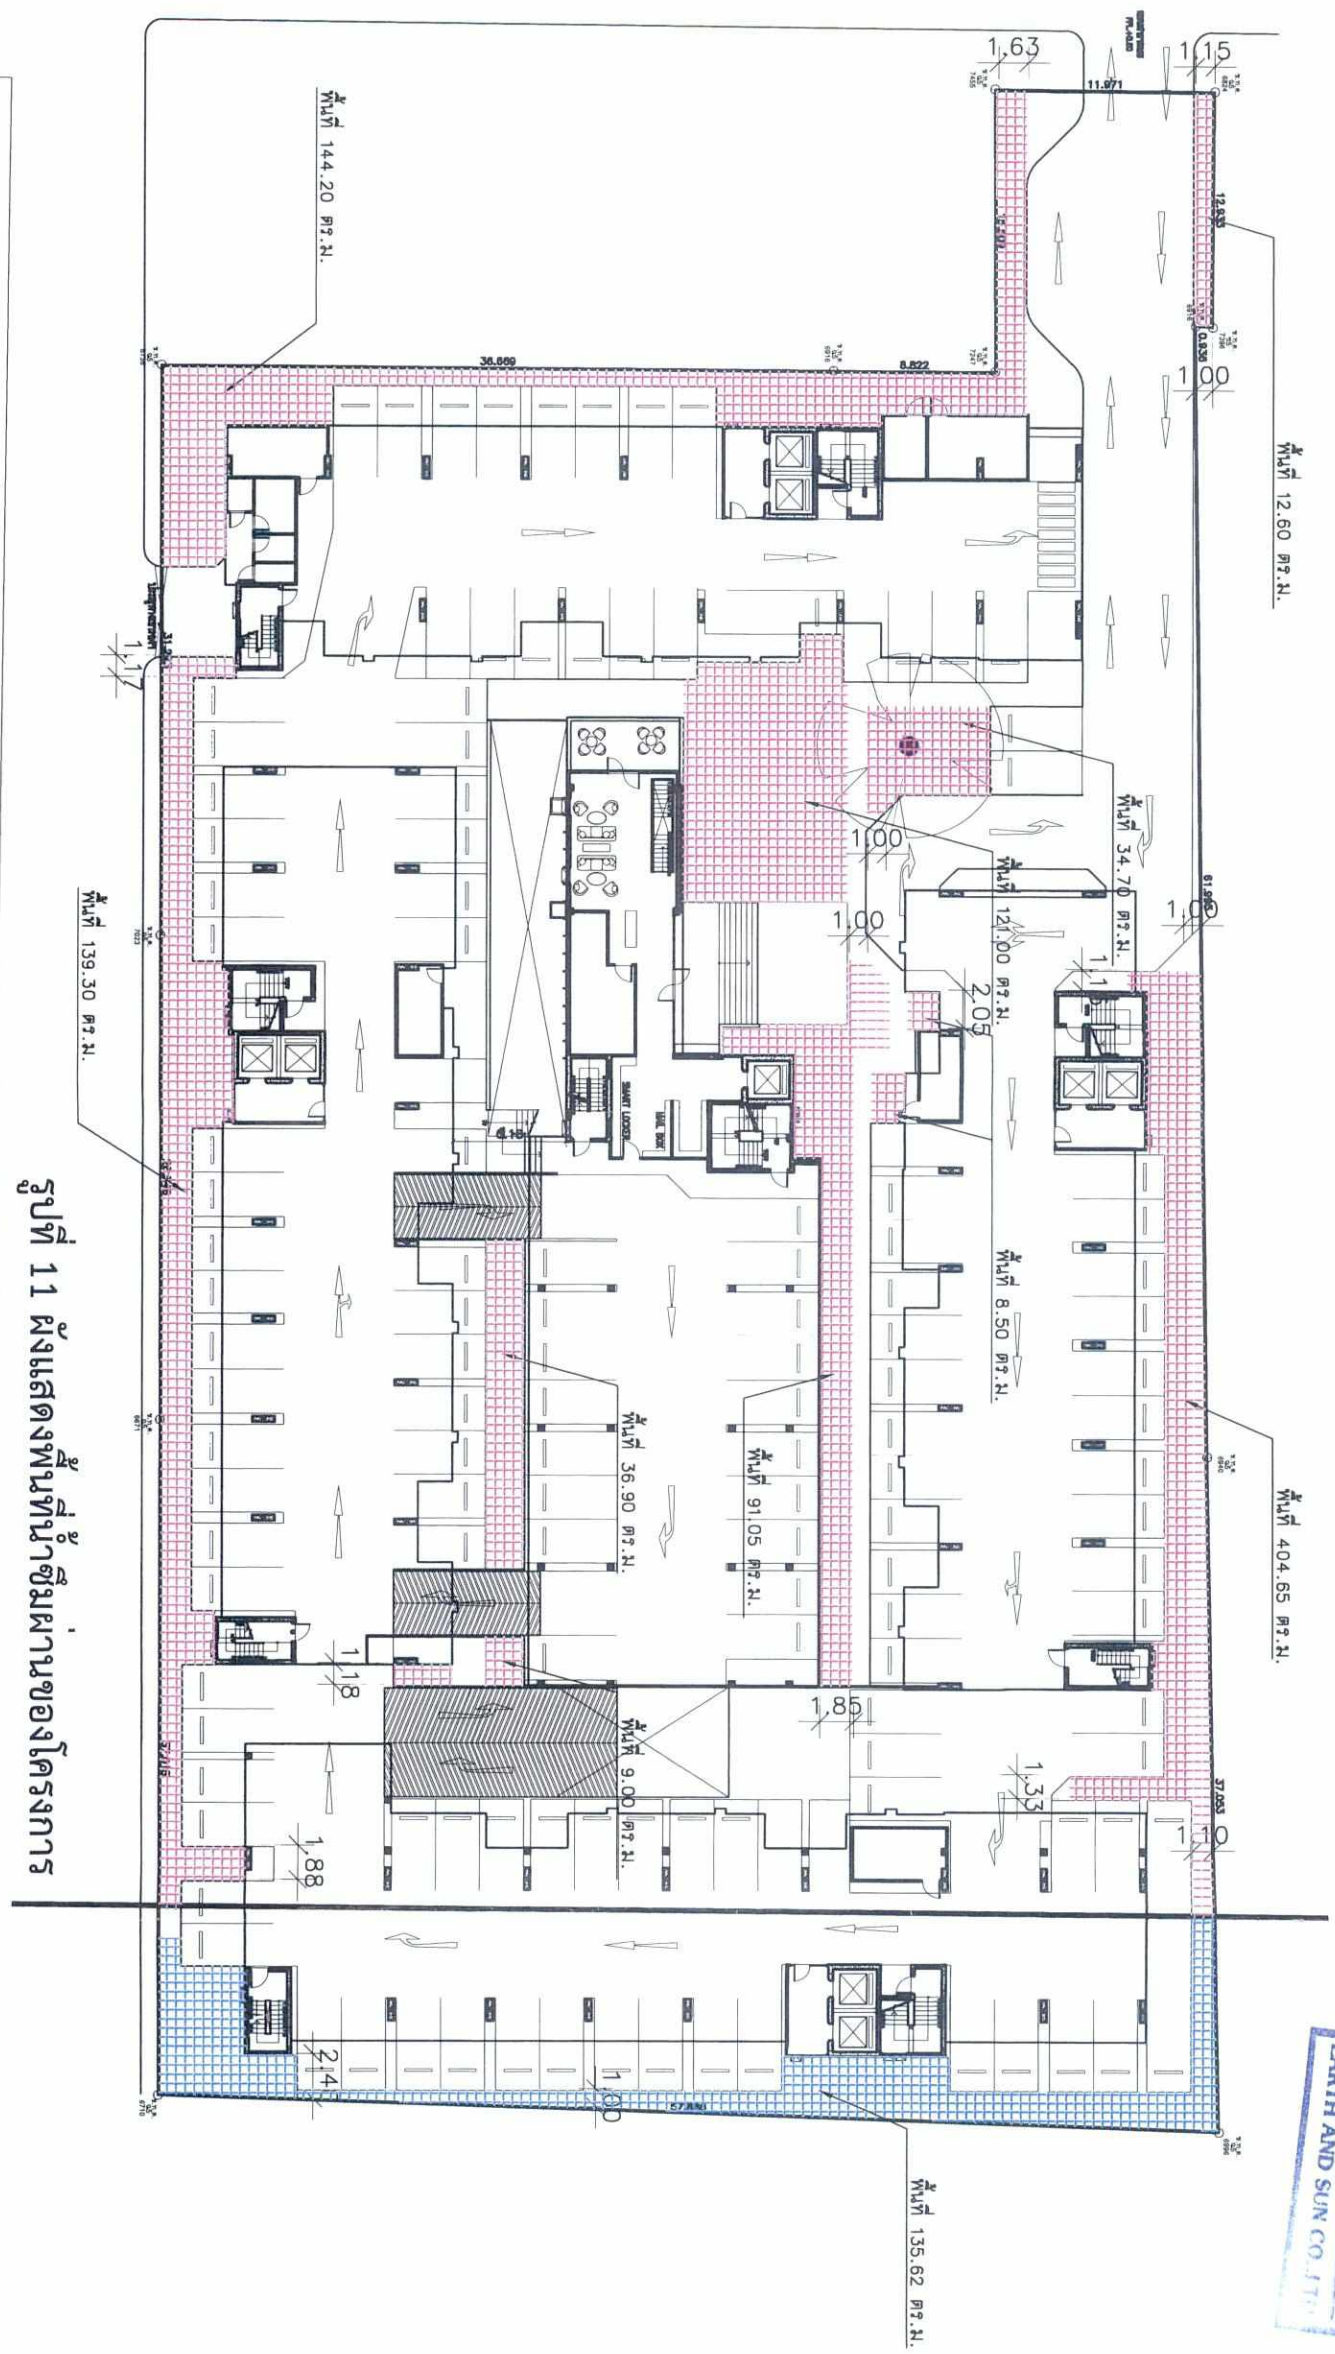 พื้นที่ 144.20 ตร.ม.
พื้นที่ 12.60 ตร.ม.
พื้นที่ 34.70 ตร.ม.
พื้นที่ 121.00 ตร.ม.
พื้นที่ 8.50 ตร.ม.
พื้นที่ 139.30 ตร.ม.
พื้นที่ 36.90 ตร.ม.
พื้นที่ 91.05 ตร.ม.
พื้นที่ 404.65 ตร.ม.
พื้นที่ 9.00 ตร.ม.
พื้นที่ 135.62 ตร.ม.
1.63
11.971
1.15
12.933
0.936
1.00
36.669
8.822
1.00
1.00
2.05
61.995
1.00
SMART LOCKER
MAIL BOX
1.18
1.85
1.33
37.053
1.10
1.88
1.00
รูปที่ 11 ผังแสดงพื้นที่น้ำซึมผ่านของโครงการ
EARTH AND SUN CO.,LTD.